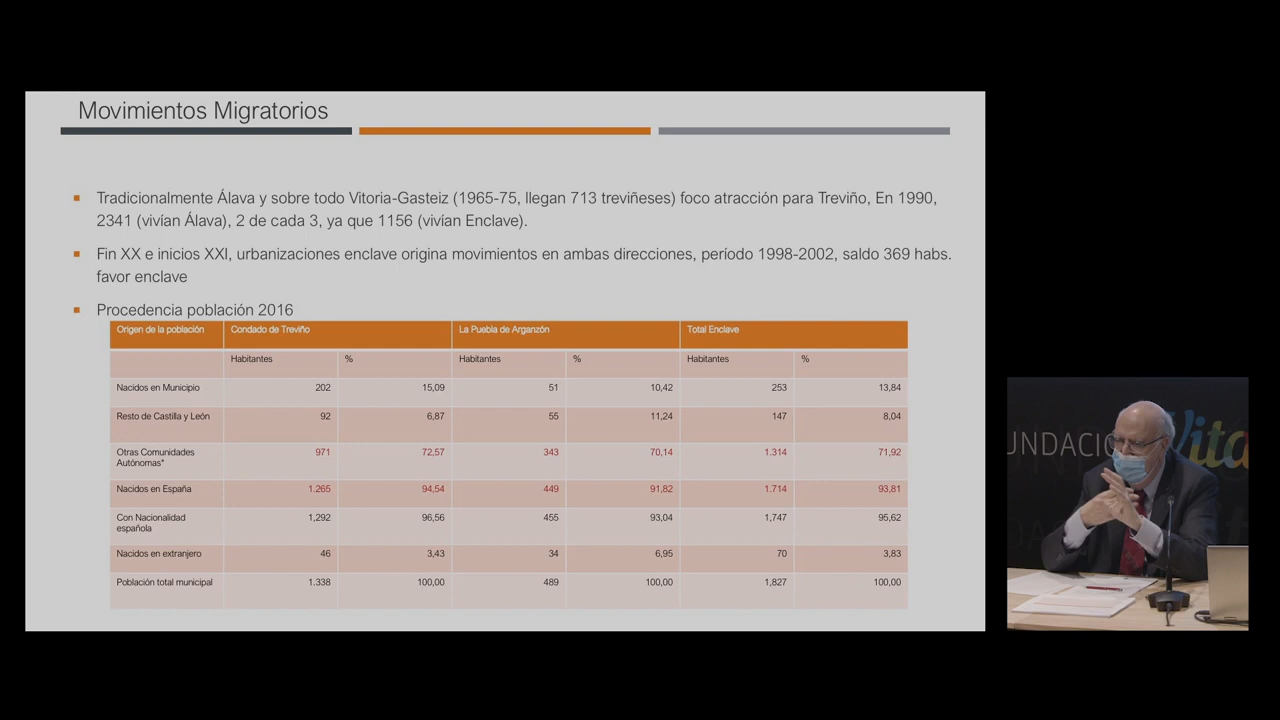 Movimientos Migratorios
Tradicionalmente Álava y sobre todo Vitoria-Gasteiz (1965-75, llegan 713 treviñeses) foco atracción para Treviño, En 1990,
2341 (vivían Álava), 2 de cada 3, ya que 1156 (vivían Enclave).
Fin XX e inicios XXI, urbanizaciones enclave origina movimientos en ambas direcciones, período 1998-2002, saldo 369 habs.
favor enclave
Procedencia población 2016
Origen de la población Condado de Treviño La Puebla de Arganzón Total Enclave
Habitantes % Habitantes % Habitantes %
Nacidos en Municipio 202 15,09 51 10,42 253 13,84
Resto de Castilla y León 92 6,87 55 11,24 147 8,04
Otras Comunidades 971 72,57 343 70,14 1.314 71,92
Autónomas*
Nacidos en España 1.265 94,54 449 91,82 1.714 93,81
Con Nacionalidad 1,292 96,56 455 93,04 1,747 95,62
española
Nacidos en extranjero 46 3,43 34 6,95 70 3,83
Población total municipal 1.338 100,00 489 100,00 1,827 100,00
UNDACIÓ Vita